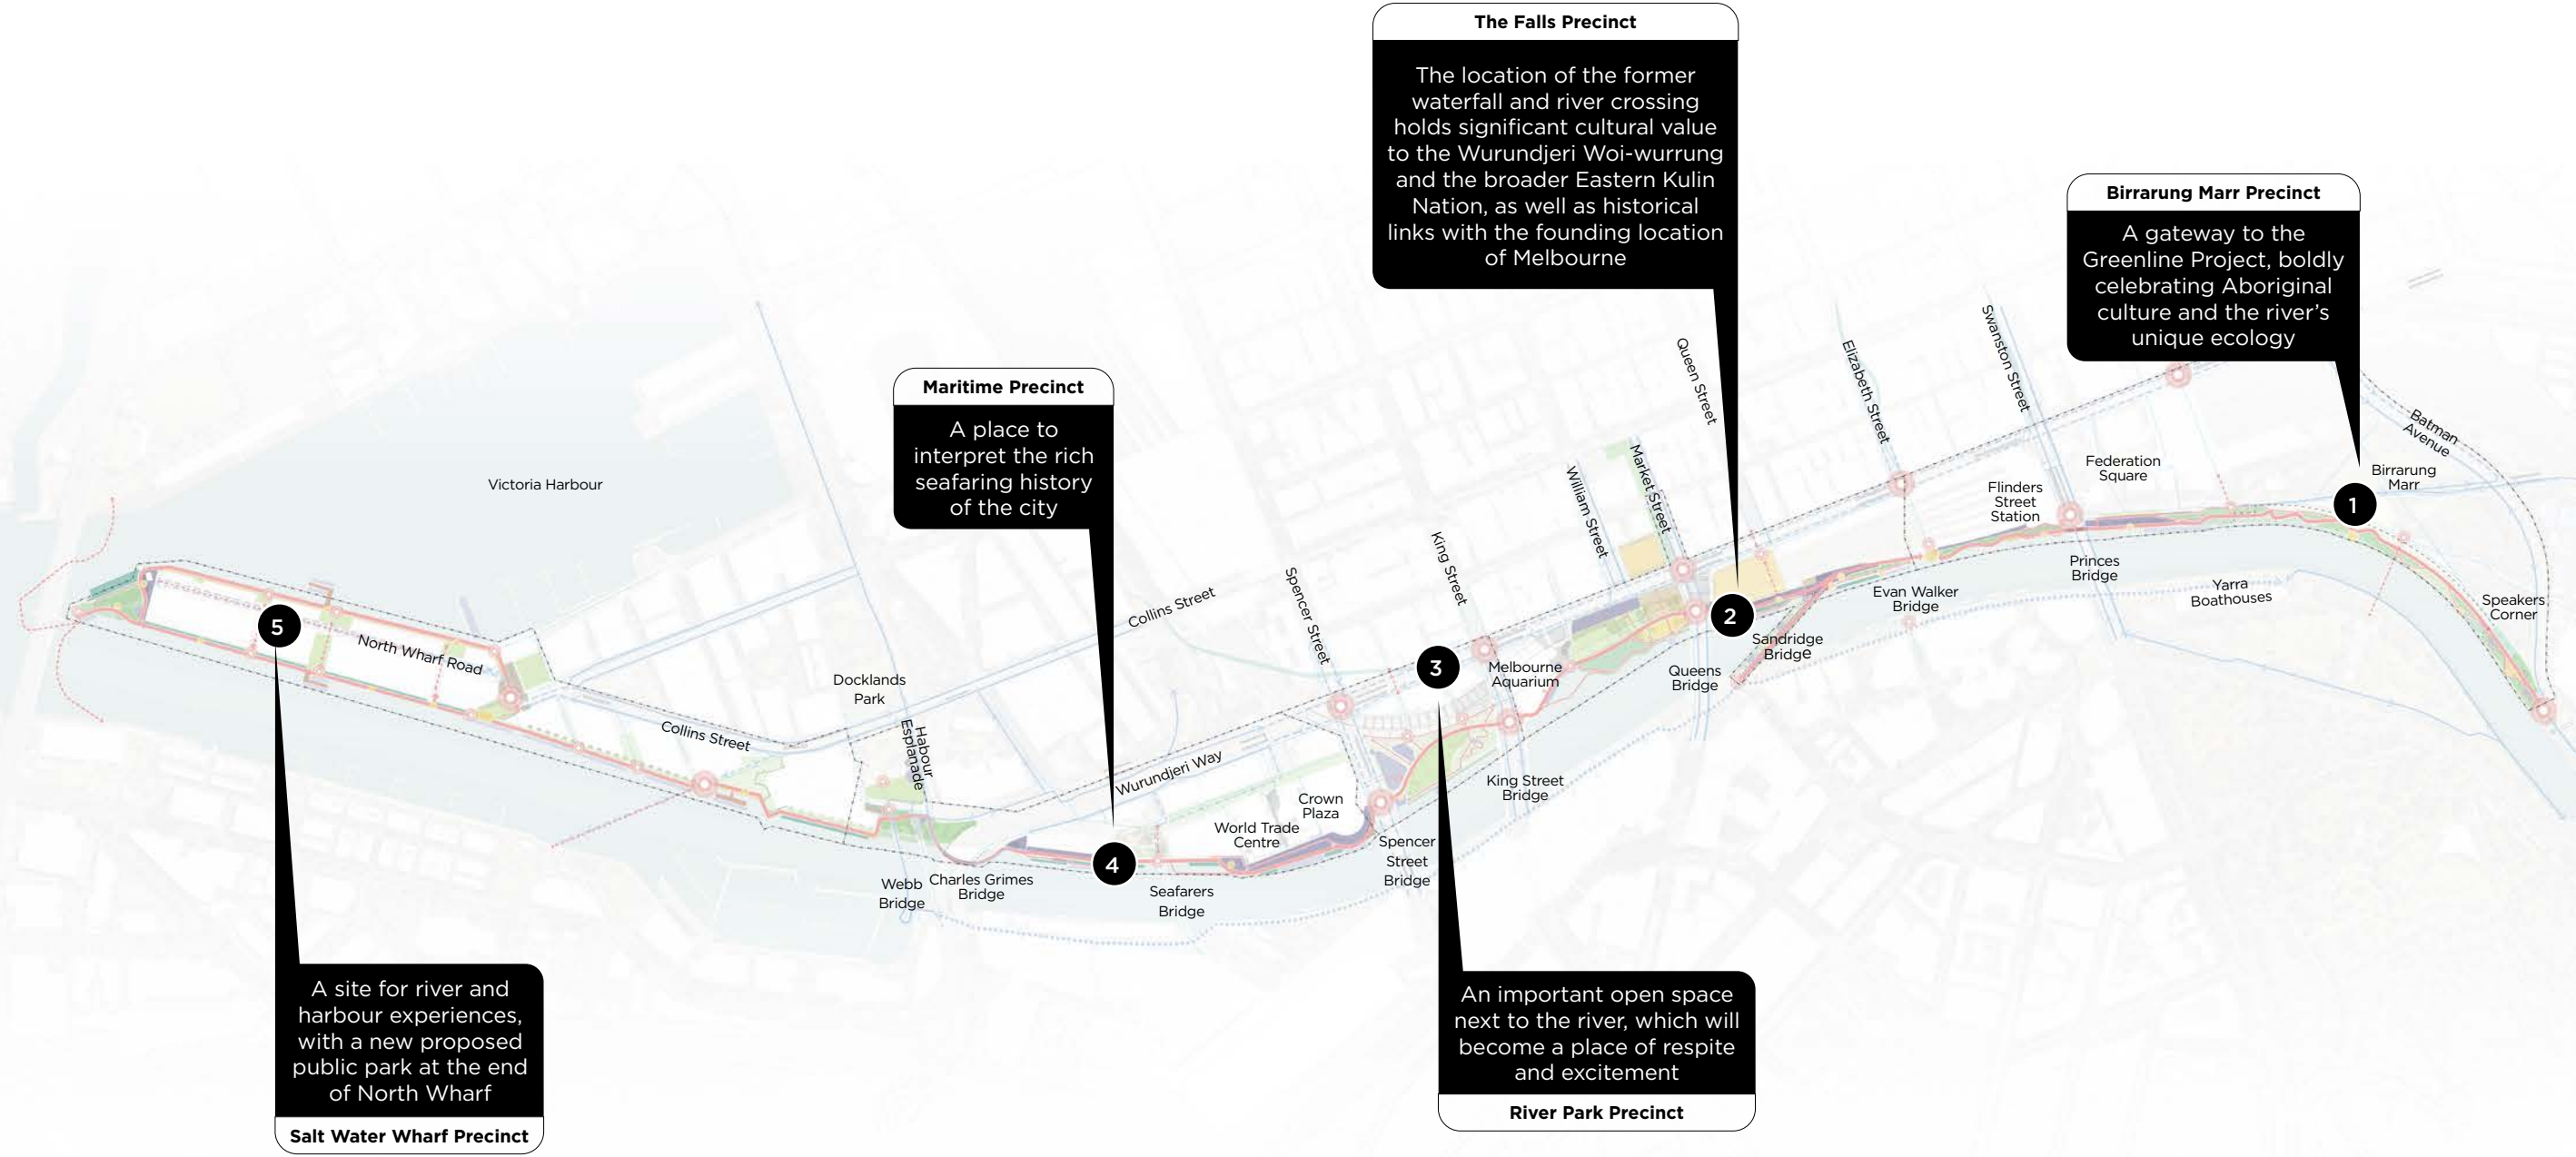 The Falls Precinct
The location of the former
waterfall and river crossing
holds significant cultural value
to the Wurundjeri Woi-wurrung
and the broader Eastern Kulin
Nation, as well as historical
links with the founding location
of Melbourne
Birrarung Marr Precinct
A gateway to the
Greenline Project, boldly
celebrating Aboriginal
culture and the river's
unique ecology
Maritime Precinct
A place to
interpret the rich
seafaring history
of the city
Victoria Harbour
Queen Street
Elizabeth Street
Swanston Street
Batman
Avenue
Federation
Square
Birrarung
Marr
Flinders
Street
Station
1
Market Street
William Street
King Street
Spencer Street
Collins Street
Princes
Bridge
Yarra
Boathouses
Evan Walker
Bridge
Speakers
Corner
2
5
North Wharf Road
Sandridge
Bridge
3
Melbourne
Aquarium
Queens
Bridge
Docklands
Park
Collins Street
Habour
Esplanade
Wurundjeri Way
King Street
Bridge
Crown
Plaza
World Trade
Centre
Spencer
Street
Bridge
4
Webb
Bridge
Charles Grimes
Bridge
Seafarers
Bridge
A site for river and
harbour experiences,
with a new proposed
public park at the end
of North Wharf
Salt Water Wharf Precinct
An important open space
next to the river, which will
become a place of respite
and excitement
River Park Precinct